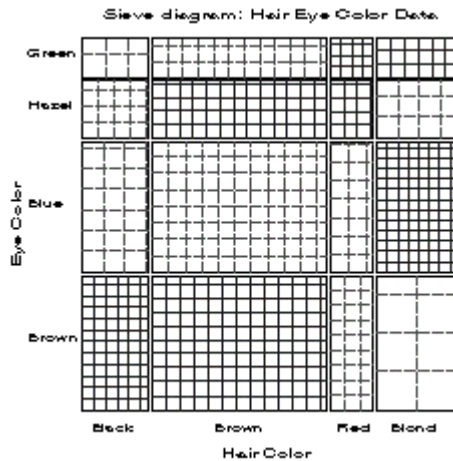 Sieve diagram: Hair Eye Color Data
Green
Hazel
Blue
Brown
Eye Color
Black Brown Red Blond
Hair Color